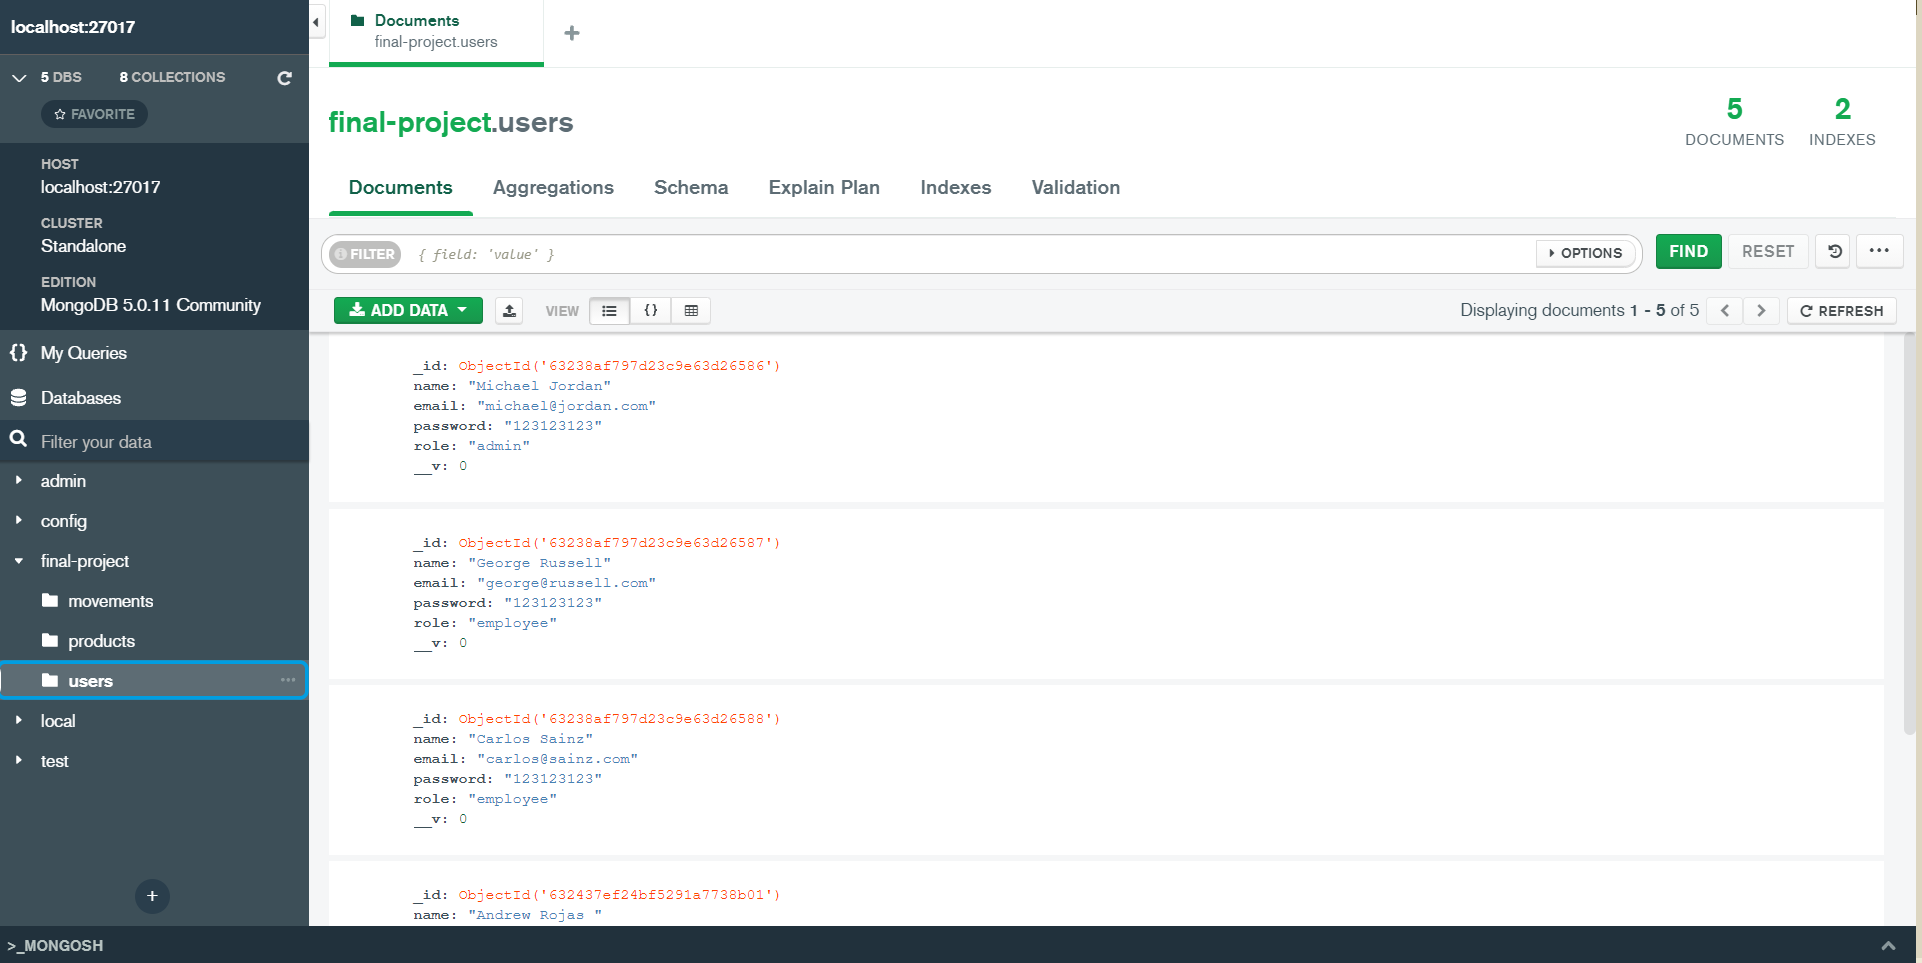 localhost:27017
5 DBS 8 COLLECTIONS
FAVORITE
HOST
localhost:27017
CLUSTER
Standalone
EDITION
MongoDB 5.0.11 Community
{} My Queries
Databases
Filter your data
admin
config
final-project
movements
products
users
local
test
+
Documents
final-project.users
+
final-project.users
5 DOCUMENTS
2 INDEXES
Documents Aggregations Schema Explain Plan Indexes Validation
FILTER { field: 'value' } OPTIONS FIND RESET ...
ADD DATA VIEW {} Displaying documents 1 - 5 of 5 < > REFRESH
_id: ObjectId('63238af797d23c9e63d26586')
name: "Michael Jordan"
email: "michael@jordan.com"
password: "123123123"
role: "admin"
__v: 0
_id: ObjectId('63238af797d23c9e63d26587')
name: "George Russell"
email: "george@russell.com"
password: "123123123"
role: "employee"
__v: 0
_id: ObjectId('63238af797d23c9e63d26588')
name: "Carlos Sainz"
email: "carlos@sainz.com"
password: "123123123"
role: "employee"
__v: 0
_id: ObjectId('632437ef24bf5291a7738b01')
name: "Andrew Rojas "
>_MONGOSH